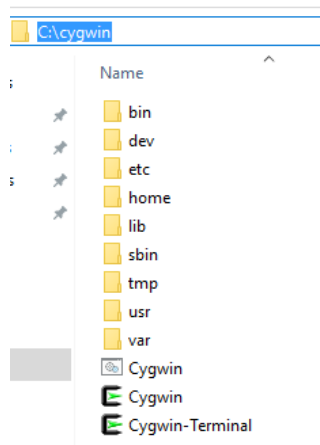 C:\cygwin
Name
bin
dev
etc
home
lib
sbin
tmp
usr
var
Cygwin
Cygwin
Cygwin-Terminal